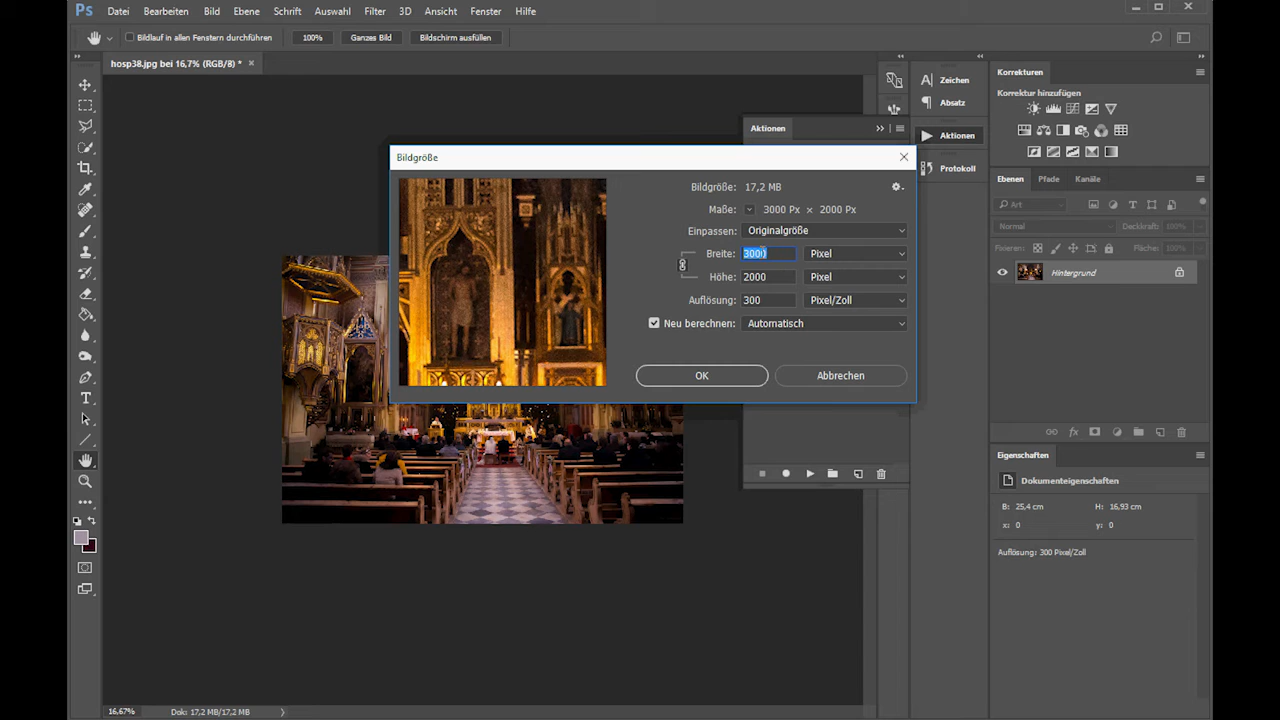 Ps Datei Bearbeiten Bild Ebene Schrift Auswahl Filter 3D Ansicht Fenster Hilfe
Bildlauf in allen Fenstern durchführen 100% Ganzes Bild Bildschirm ausfüllen
hosp38.jpg bei 16,7% (RGB/8) *
Zeichen
Absatz
Aktionen
Protokoll
Aktionen
Korrekturen
Korrektur hinzufügen
Ebenen Pfade Kanäle
Art
Normal Deckkraft: 100%
Fixieren: Fläche: 100%
Hintergrund
Bildgröße
Bildgröße: 17,2 MB
Maße: 3000 Px × 2000 Px
Einpassen: Originalgröße
Breite: 3000 Pixel
Höhe: 2000 Pixel
Auflösung: 300 Pixel/Zoll
Neu berechnen: Automatisch
OK Abbrechen
Eigenschaften
Dokumenteigenschaften
B: 25,4 cm H: 16,93 cm
x: 0 y: 0
Auflösung: 300 Pixel/Zoll
16,67% Dok: 17,2 MB/17,2 MB